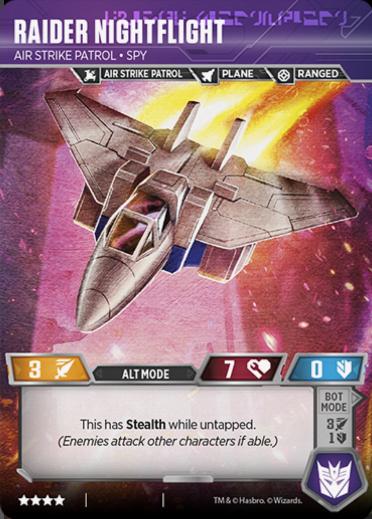 RAIDER NIGHTFLIGHT
AIR STRIKE PATROL • SPY
AIR STRIKE PATROL PLANE RANGED
3 ALT MODE 7 0
BOT
MODE
3
1
This has Stealth while untapped.
(Enemies attack other characters if able.)
TM & © Hasbro. © Wizards.